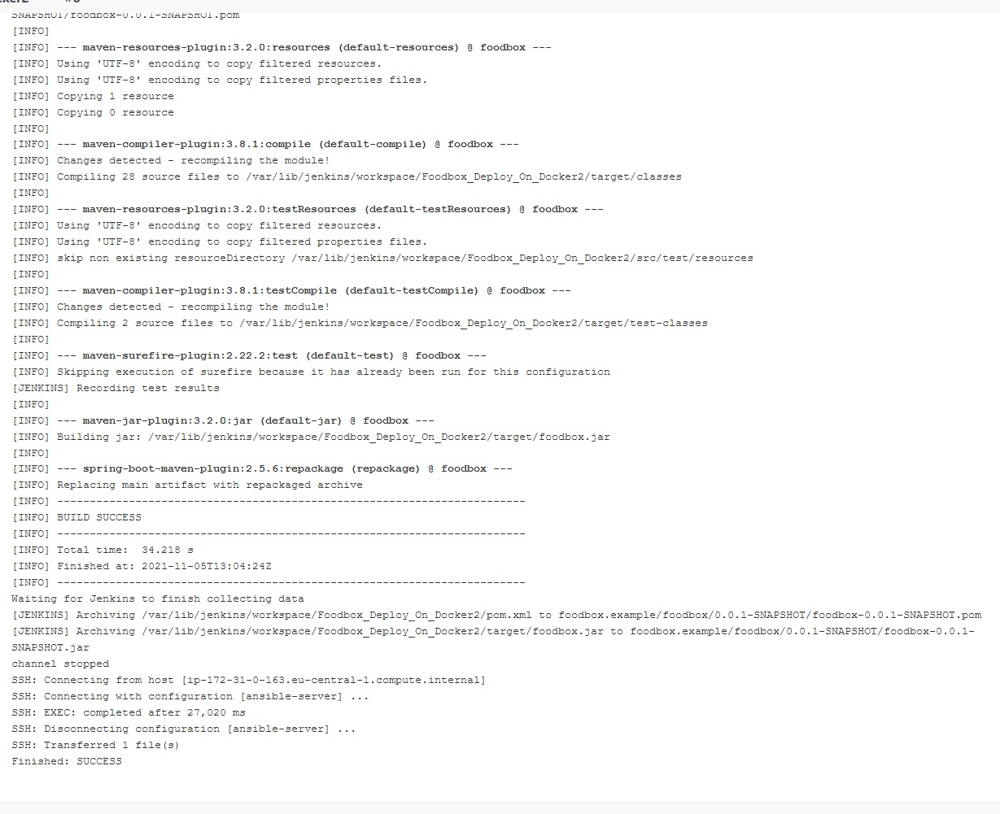 SNAPSHOT/foodbox-0.0.1-SNAPSHOT.pom
[INFO]
[INFO] --- maven-resources-plugin:3.2.0:resources (default-resources) @ foodbox ---
[INFO] Using 'UTF-8' encoding to copy filtered resources.
[INFO] Using 'UTF-8' encoding to copy filtered properties files.
[INFO] Copying 1 resource
[INFO] Copying 0 resource
[INFO]
[INFO] --- maven-compiler-plugin:3.8.1:compile (default-compile) @ foodbox ---
[INFO] Changes detected - recompiling the module!
[INFO] Compiling 28 source files to /var/lib/jenkins/workspace/Foodbox_Deploy_On_Docker2/target/classes
[INFO]
[INFO] --- maven-resources-plugin:3.2.0:testResources (default-testResources) @ foodbox ---
[INFO] Using 'UTF-8' encoding to copy filtered resources.
[INFO] Using 'UTF-8' encoding to copy filtered properties files.
[INFO] skip non existing resourceDirectory /var/lib/jenkins/workspace/Foodbox_Deploy_On_Docker2/src/test/resources
[INFO]
[INFO] --- maven-compiler-plugin:3.8.1:testCompile (default-testCompile) @ foodbox ---
[INFO] Changes detected - recompiling the module!
[INFO] Compiling 2 source files to /var/lib/jenkins/workspace/Foodbox_Deploy_On_Docker2/target/test-classes
[INFO]
[INFO] --- maven-surefire-plugin:2.22.2:test (default-test) @ foodbox ---
[INFO] Skipping execution of surefire because it has already been run for this configuration
[JENKINS] Recording test results
[INFO]
[INFO] --- maven-jar-plugin:3.2.0:jar (default-jar) @ foodbox ---
[INFO] Building jar: /var/lib/jenkins/workspace/Foodbox_Deploy_On_Docker2/target/foodbox.jar
[INFO]
[INFO] --- spring-boot-maven-plugin:2.5.6:repackage (repackage) @ foodbox ---
[INFO] Replacing main artifact with repackaged archive
[INFO] ------------------------------------------------------------------------
[INFO] BUILD SUCCESS
[INFO] ------------------------------------------------------------------------
[INFO] Total time:  34.218 s
[INFO] Finished at: 2021-11-05T13:04:24Z
[INFO] ------------------------------------------------------------------------
Waiting for Jenkins to finish collecting data
[JENKINS] Archiving /var/lib/jenkins/workspace/Foodbox_Deploy_On_Docker2/pom.xml to foodbox.example/foodbox/0.0.1-SNAPSHOT/foodbox-0.0.1-SNAPSHOT.pom
[JENKINS] Archiving /var/lib/jenkins/workspace/Foodbox_Deploy_On_Docker2/target/foodbox.jar to foodbox.example/foodbox/0.0.1-SNAPSHOT/foodbox-0.0.1-
SNAPSHOT.jar
channel stopped
SSH: Connecting from host [ip-172-31-0-163.eu-central-1.compute.internal]
SSH: Connecting with configuration [ansible-server] ...
SSH: EXEC: completed after 27,020 ms
SSH: Disconnecting configuration [ansible-server] ...
SSH: Transferred 1 file(s)
Finished: SUCCESS